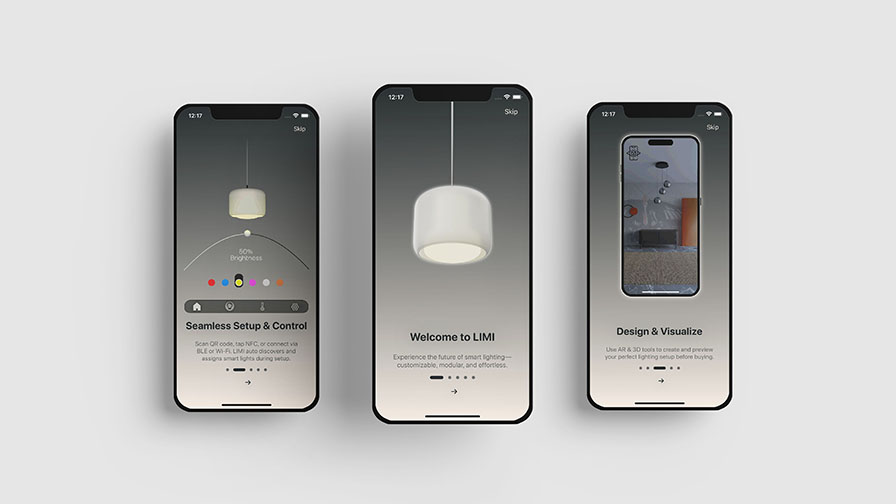 12:17
Skip
50%
Brightness
Seamless Setup & Control
Scan QR code, tap NFC, or connect via
BLE or Wi-Fi. LIMI auto discovers and
assigns smart lights during setup.
12:17
Skip
Welcome to LIMI
Experience the future of smart lighting—
customizable, modular, and effortless.
12:17
Skip
Design & Visualize
Use AR & 3D tools to create and preview
your perfect lighting setup before buying.